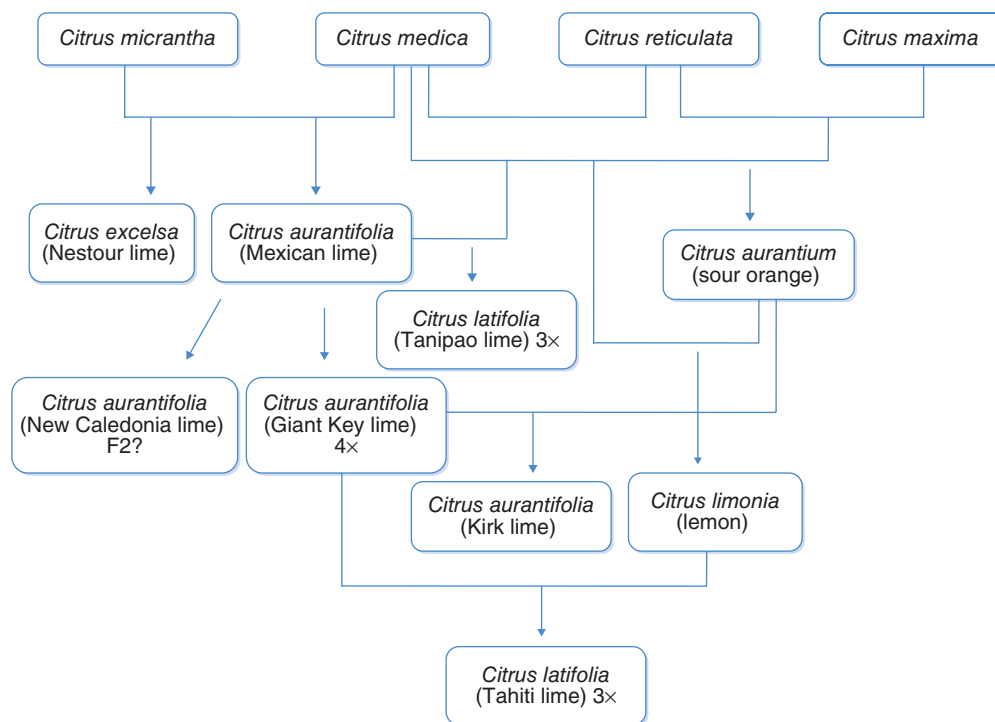 Citrus micrantha
Citrus medica
Citrus reticulata
Citrus maxima
Citrus excelsa
(Nestour lime)
Citrus aurantifolia
(Mexican lime)
Citrus aurantium
(sour orange)
Citrus latifolia
(Tanipao lime) 3×
Citrus aurantifolia
(New Caledonia lime)
F2?
Citrus aurantifolia
(Giant Key lime)
4×
Citrus aurantifolia
(Kirk lime)
Citrus limonia
(lemon)
Citrus latifolia
(Tahiti lime) 3×